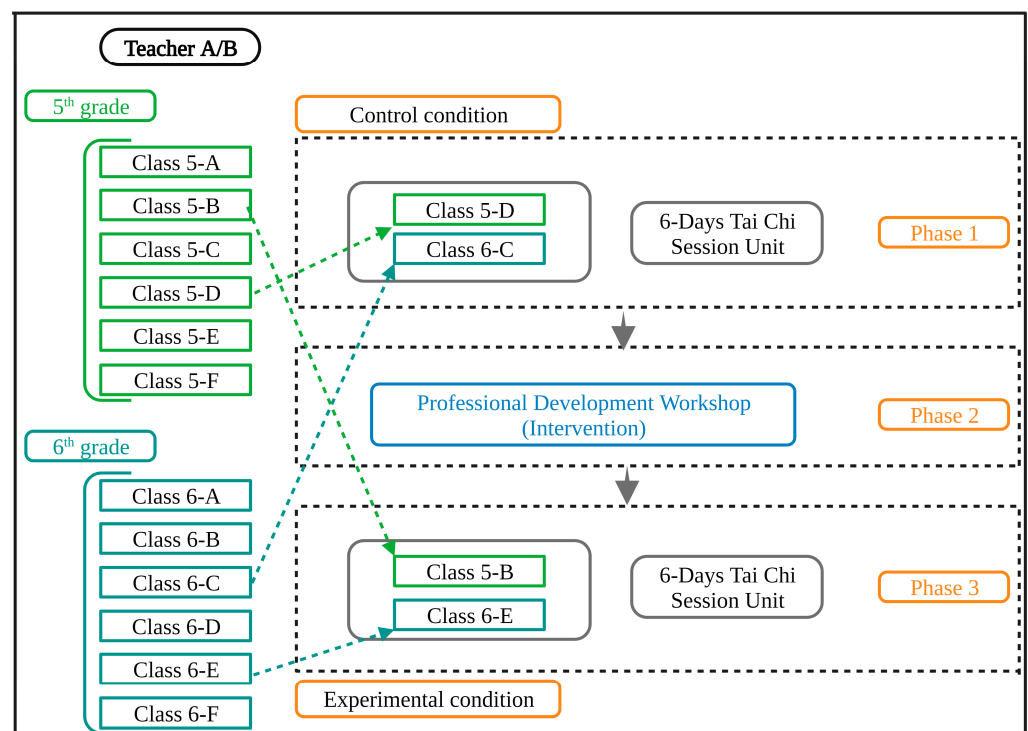 Teacher A/B
5th grade
Class 5-A
Class 5-B
Class 5-C
Class 5-D
Class 5-E
Class 5-F
6th grade
Class 6-A
Class 6-B
Class 6-C
Class 6-D
Class 6-E
Class 6-F
Control condition
Class 5-D
Class 6-C
6-Days Tai Chi
Session Unit
Phase 1
Professional Development Workshop
(Intervention)
Phase 2
Class 5-B
Class 6-E
6-Days Tai Chi
Session Unit
Phase 3
Experimental condition